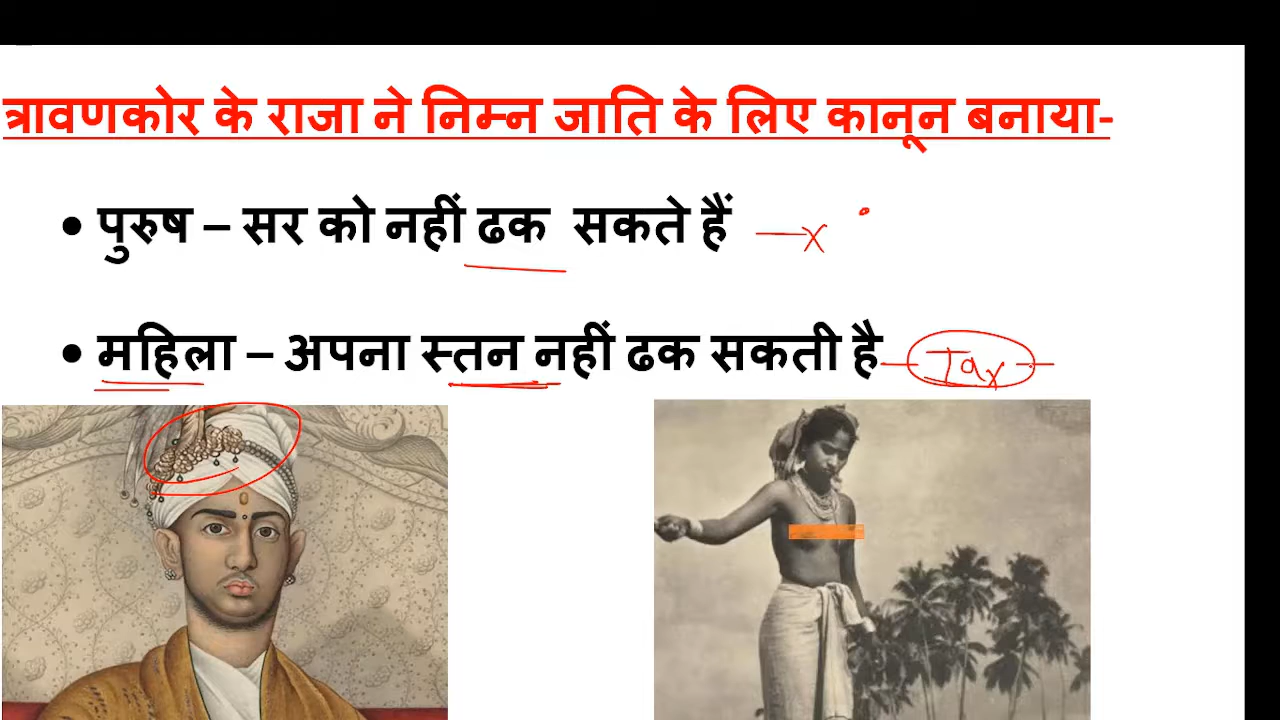 त्रावणकोर के राजा ने निम्न जाति के लिए कानून बनाया-
• पुरुष – सर को नहीं ढक सकते हैं —x
• महिला – अपना स्तन नहीं ढक सकती है — Tax —